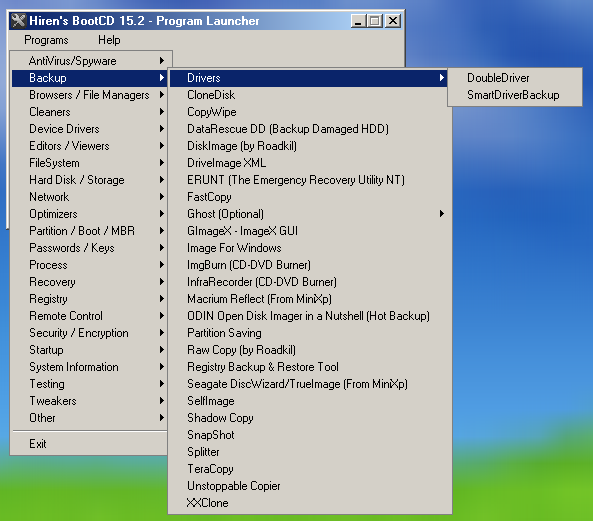 Hiren's BootCD 15.2 - Program Launcher
Programs Help
AntiVirus/Spyware
Backup
Browsers / File Managers
Cleaners
Device Drivers
Editors / Viewers
FileSystem
Hard Disk / Storage
Network
Optimizers
Partition / Boot / MBR
Passwords / Keys
Process
Recovery
Registry
Remote Control
Security / Encryption
Startup
System Information
Testing
Tweakers
Other
Exit
Drivers
CloneDisk
CopyWipe
DataRescue DD (Backup Damaged HDD)
DiskImage (by Roadkil)
DriveImage XML
ERUNT (The Emergency Recovery Utility NT)
FastCopy
Ghost (Optional)
GImageX - ImageX GUI
Image For Windows
ImgBurn (CD-DVD Burner)
InfraRecorder (CD-DVD Burner)
Macrium Reflect (From MiniXp)
ODIN Open Disk Imager in a Nutshell (Hot Backup)
Partition Saving
Raw Copy (by Roadkil)
Registry Backup & Restore Tool
Seagate DiscWizard/TrueImage (From MiniXp)
SelfImage
Shadow Copy
SnapShot
Splitter
TeraCopy
Unstoppable Copier
XXClone
DoubleDriver
SmartDriverBackup